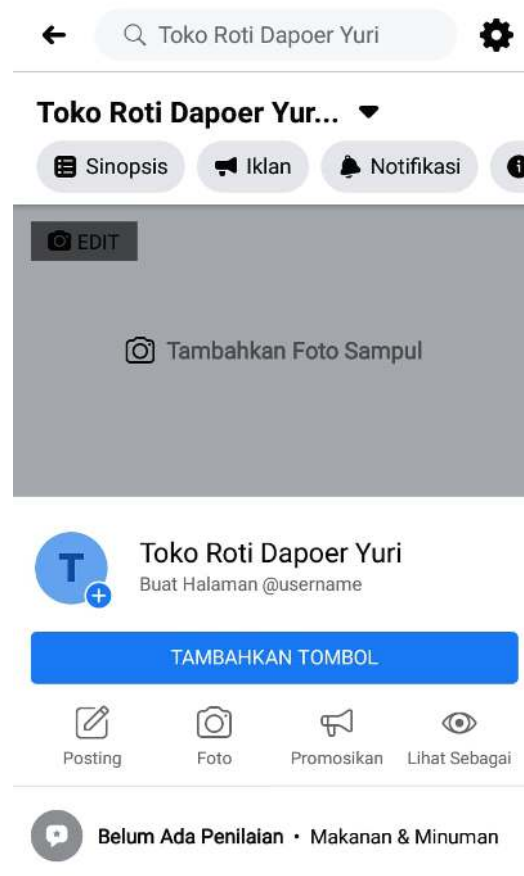 Toko Roti Dapoer Yuri
Toko Roti Dapoer Yur...
Sinopsis Iklan Notifikasi
EDIT
Tambahkan Foto Sampul
T
Toko Roti Dapoer Yuri
Buat Halaman @username
TAMBAHKAN TOMBOL
Posting Foto Promosikan Lihat Sebagai
Belum Ada Penilaian • Makanan & Minuman